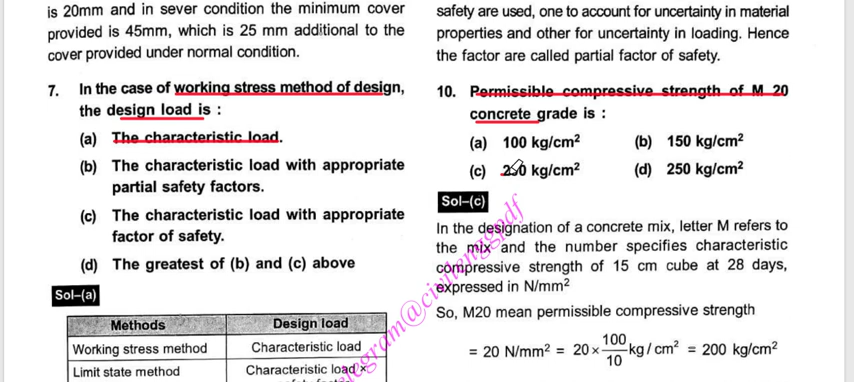 is 20mm and in sever condition the minimum cover
provided is 45mm, which is 25 mm additional to the
cover provided under normal condition.
7. In the case of working stress method of design,
the design load is :
(a) The characteristic load.
(b) The characteristic load with appropriate
partial safety factors.
(c) The characteristic load with appropriate
factor of safety.
(d) The greatest of (b) and (c) above
Sol–(a)
Methods Design load
Working stress method Characteristic load
Limit state method Characteristic load ×
safety are used, one to account for uncertainty in material
properties and other for uncertainty in loading. Hence
the factor are called partial factor of safety.
10. Permissible compressive strength of M 20
concrete grade is :
(a) 100 kg/cm² (b) 150 kg/cm²
(c) 200 kg/cm² (d) 250 kg/cm²
Sol–(c)
In the designation of a concrete mix, letter M refers to
the mix and the number specifies characteristic
compressive strength of 15 cm cube at 28 days,
expressed in N/mm²
So, M20 mean permissible compressive strength
= 20 N/mm² = 20 × 100/10 kg/cm² = 200 kg/cm²
legram@civilenggpdf